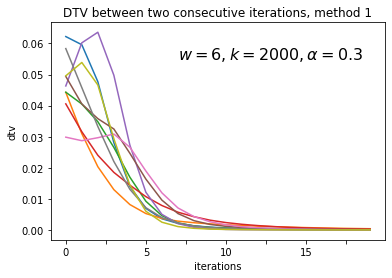 DTV between two consecutive iterations, method 1
w = 6, k = 2000, α = 0.3
dtv
0.06
0.05
0.04
0.03
0.02
0.01
0.00
0 5 10 15
iterations